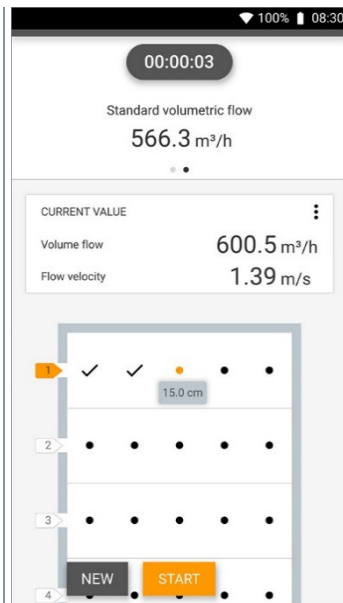 100% 08:30
00:00:03
Standard volumetric flow
566.3 m³/h
CURRENT VALUE
Volume flow 600.5 m³/h
Flow velocity 1.39 m/s
1
15.0 cm
2
3
4
NEW START